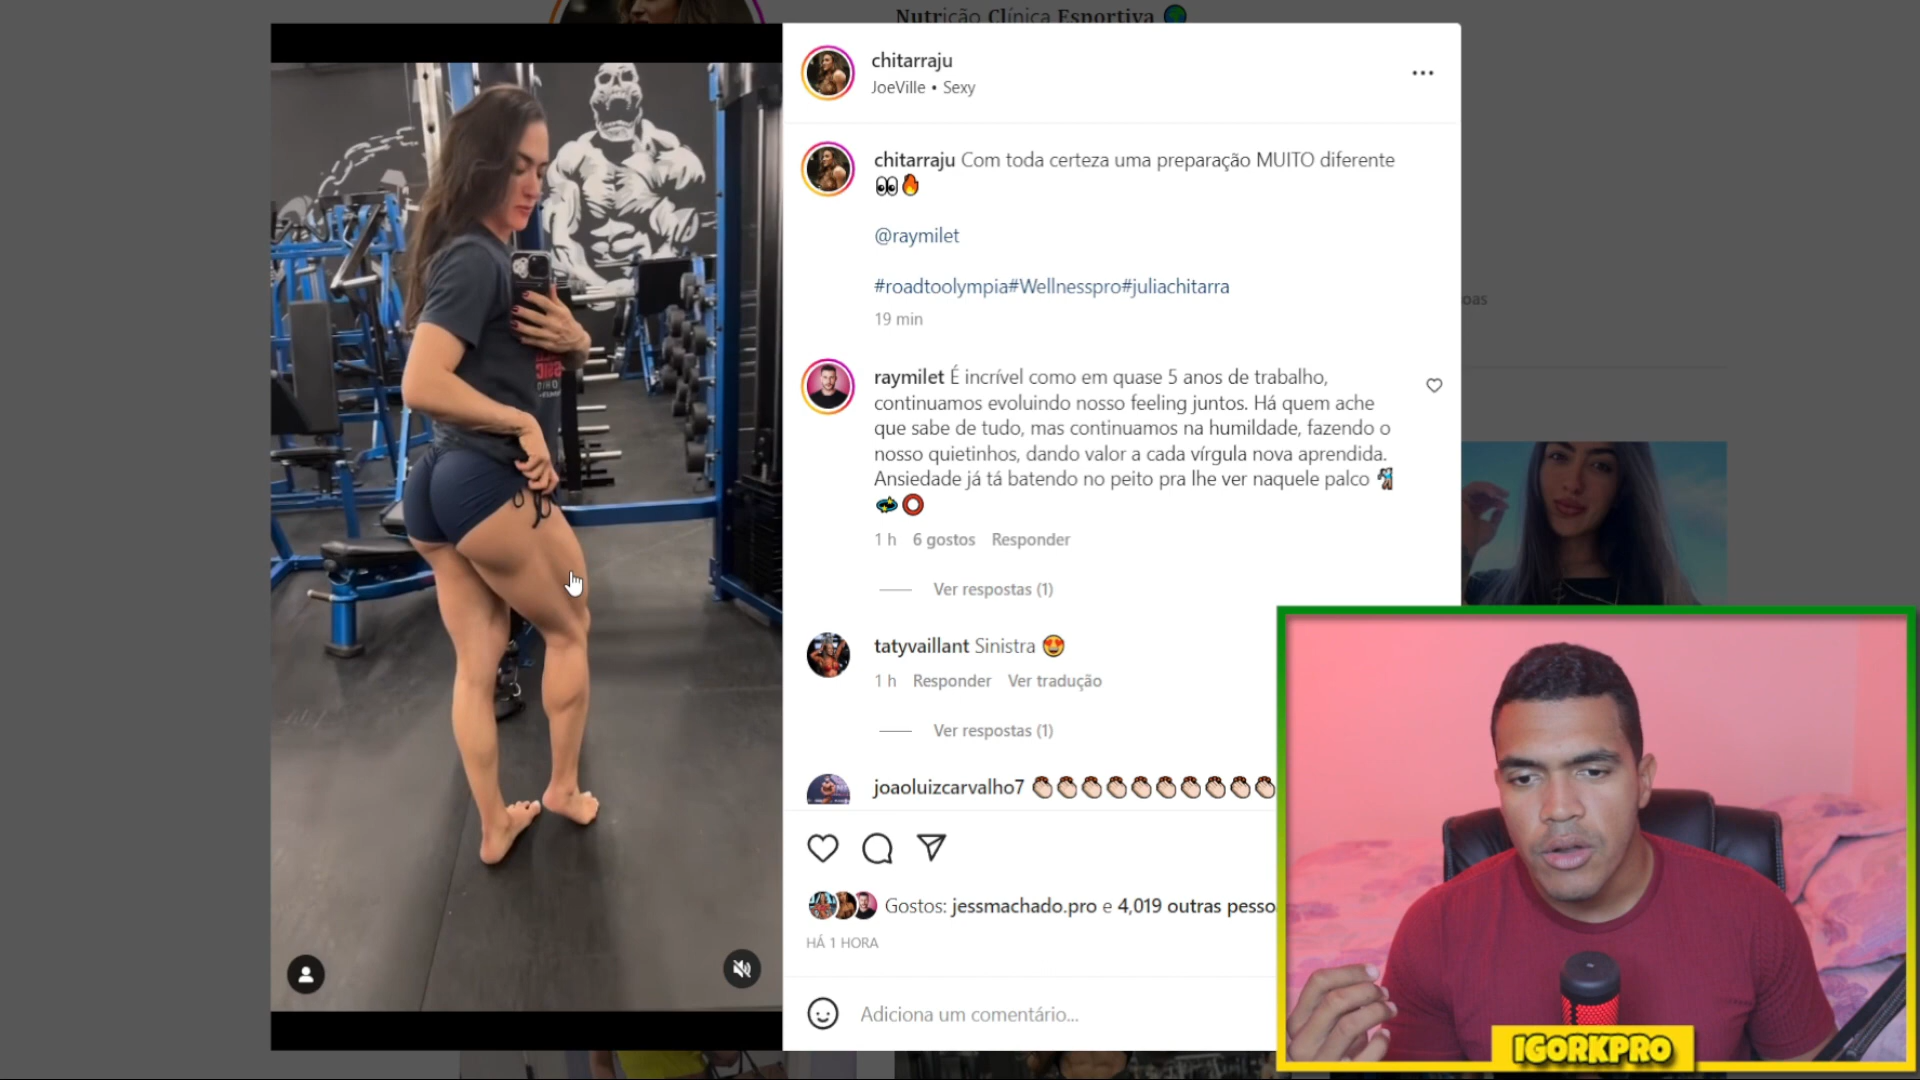 Nutrição Clínica Esportiva
chitarraju
JoeVille • Sexy
chitarraju Com toda certeza uma preparação MUITO diferente
👀🔥
@raymilet
#roadtoolympia#Wellnesspro#juliachitarra
19 min
oas
raymilet É incrível como em quase 5 anos de trabalho,
continuamos evoluindo nosso feeling juntos. Há quem ache
que sabe de tudo, mas continuamos na humildade, fazendo o
nosso quietinhos, dando valor a cada vírgula nova aprendida.
Ansiedade já tá batendo no peito pra lhe ver naquele palco
1 h 6 gostos Responder
Ver respostas (1)
tatyvaillant Sinistra 😍
1 h Responder Ver tradução
Ver respostas (1)
joaoluizcarvalho7 👏🏻👏🏻👏🏻👏🏻👏🏻👏🏻👏🏻👏🏻👏🏻👏🏻
Gostos: jessmachado.pro e 4,019 outras pesso
HÁ 1 HORA
Adiciona um comentário...
IGORKPRO